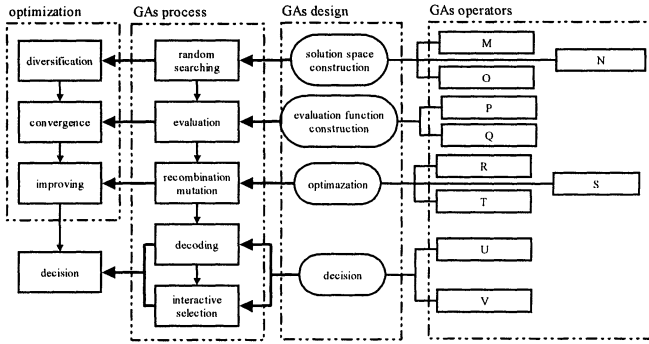 optimization
GAs process
GAs design
GAs operators
diversification
random
searching
solution space
construction
M
N
O
convergence
evaluation
evaluation function
construction
P
Q
improving
recombination
mutation
optimazation
R
S
T
decision
decoding
interactive
selection
decision
U
V